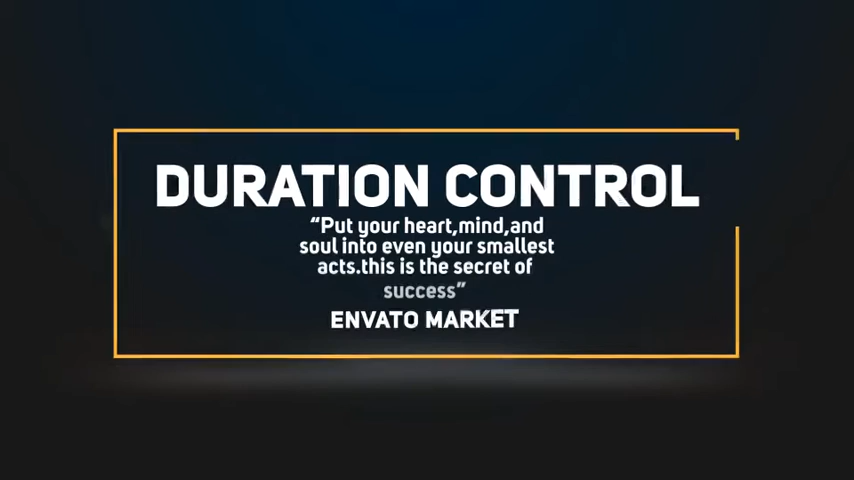 DURATION CONTROL
“Put your heart,mind,and
soul into even your smallest
acts.this is the secret of
success”
ENVATO MARKET